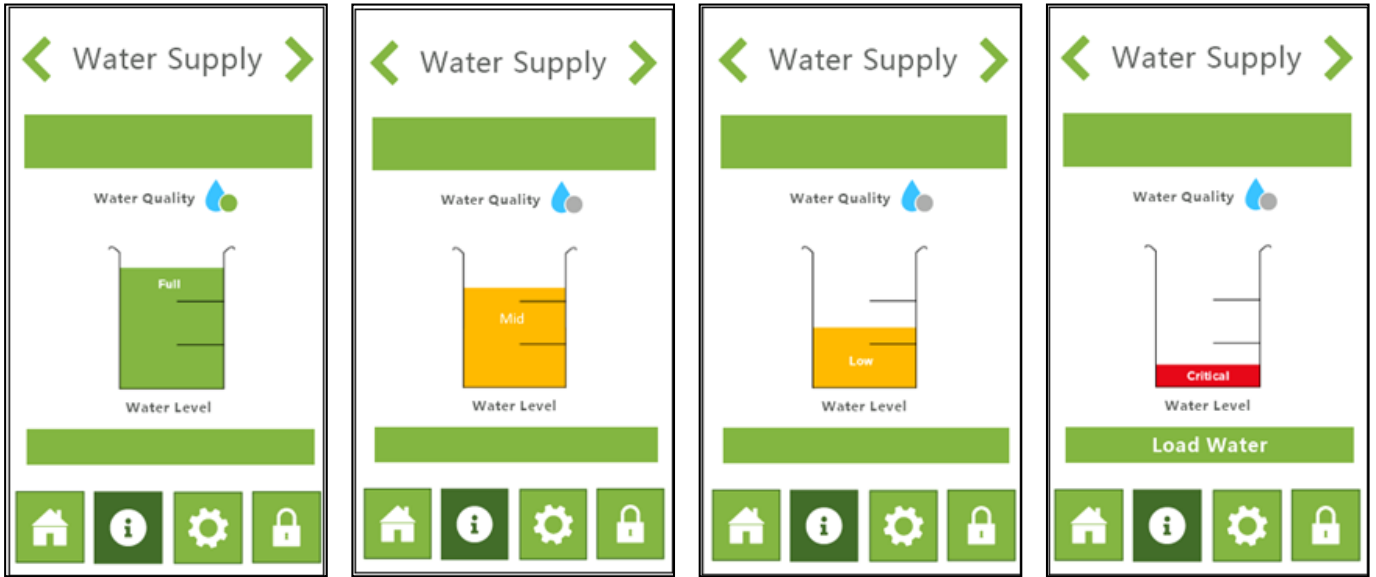 Water Supply
Water Quality
Full
Water Level
Water Supply
Water Quality
Mid
Water Level
Water Supply
Water Quality
Low
Water Level
Water Supply
Water Quality
Critical
Water Level
Load Water